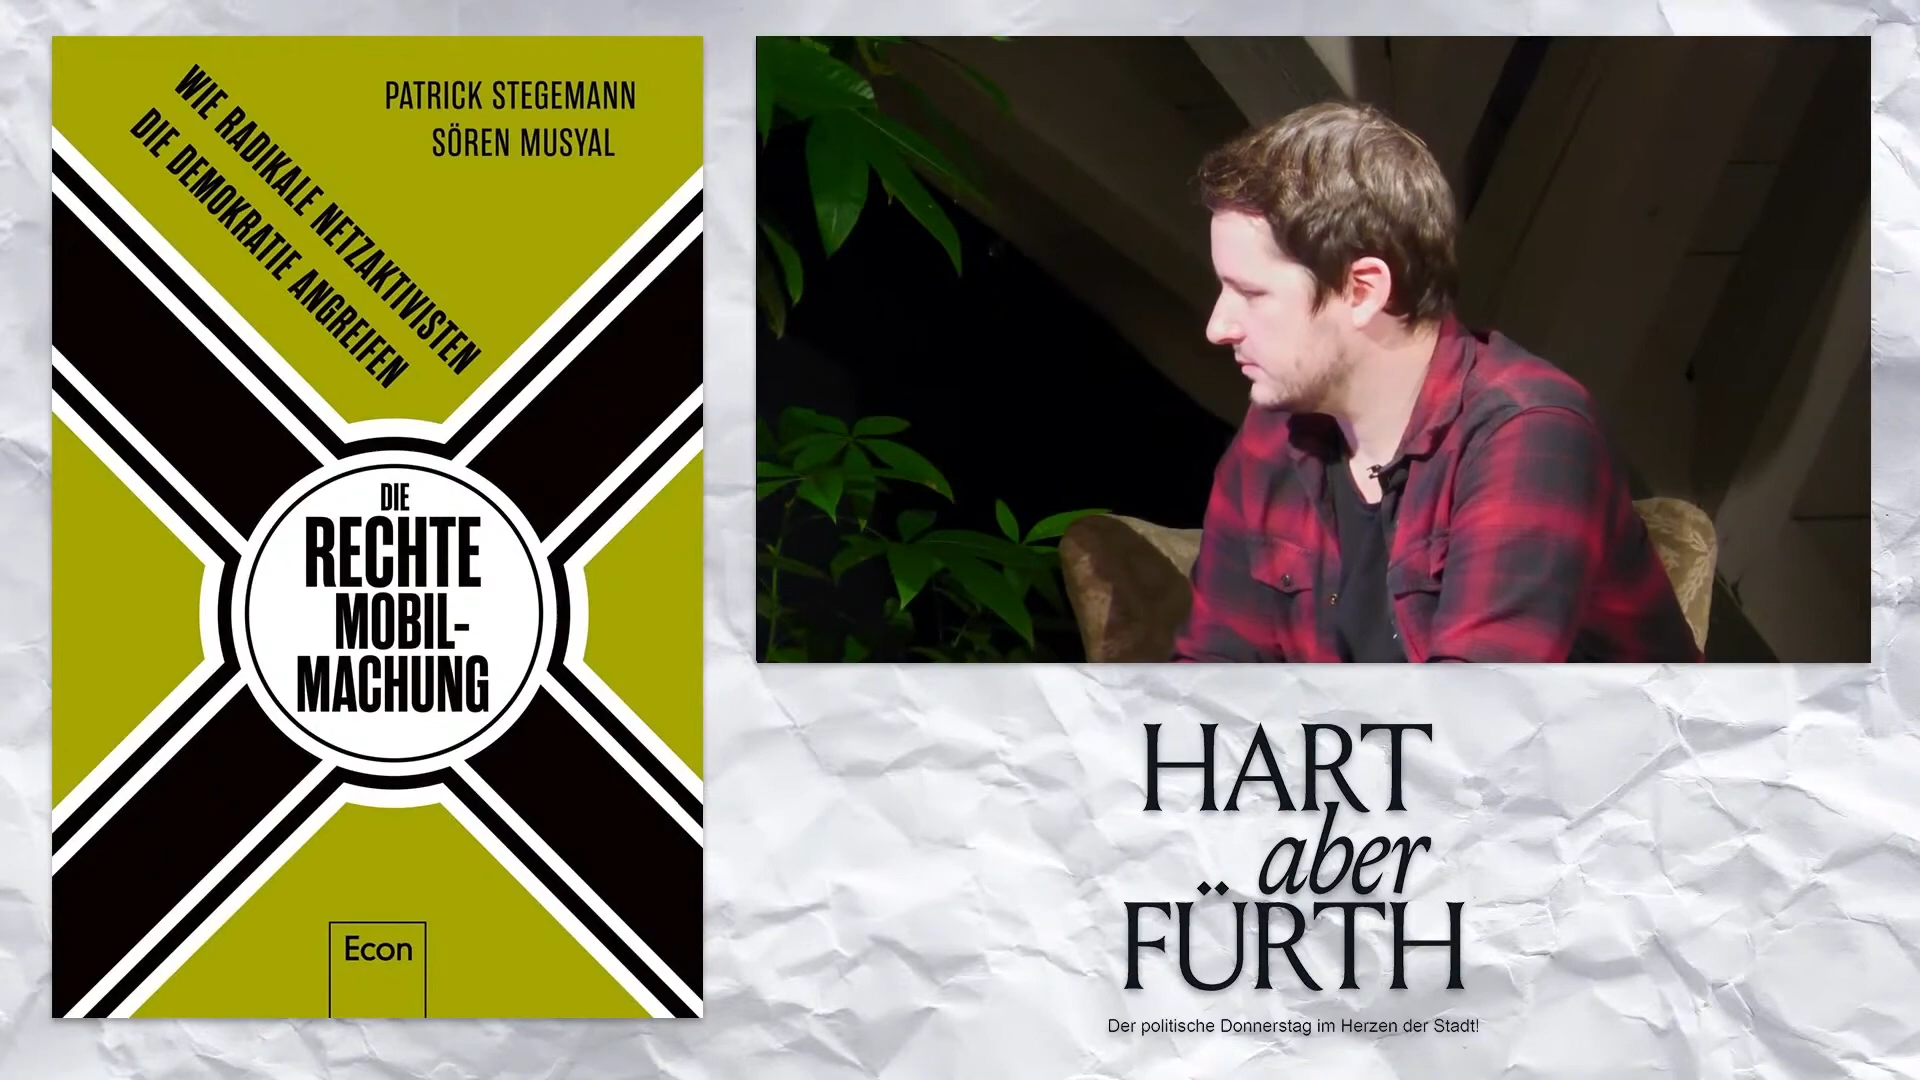 PATRICK STEGEMANN
SÖREN MUSYAL
WIE RADIKALE NETZAKTIVISTEN
DIE DEMOKRATIE ANGREIFEN
DIE
RECHTE
MOBIL-
MACHUNG
Econ
HART
aber
FÜRTH
Der politische Donnerstag im Herzen der Stadt!